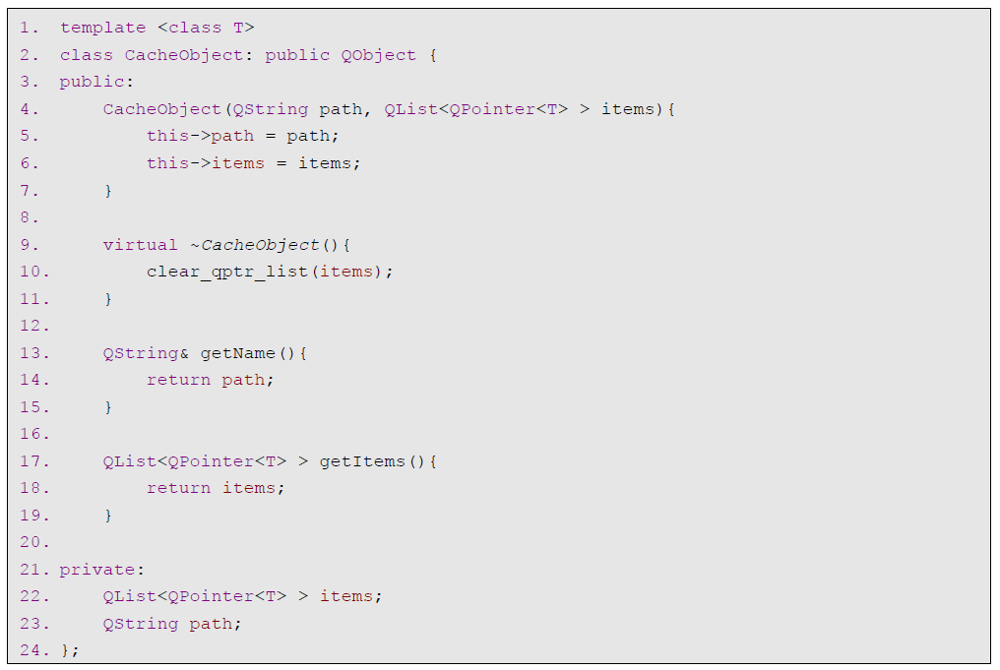 1. template <class T>
2. class CacheObject: public QObject {
3. public:
4.     CacheObject(QString path, QList<QPointer<T> > items){
5.         this->path = path;
6.         this->items = items;
7.     }
8.
9.     virtual ~CacheObject(){
10.         clear_qptr_list(items);
11.     }
12.
13.     QString& getName(){
14.         return path;
15.     }
16.
17.     QList<QPointer<T> > getItems(){
18.         return items;
19.     }
20.
21. private:
22.     QList<QPointer<T> > items;
23.     QString path;
24. };